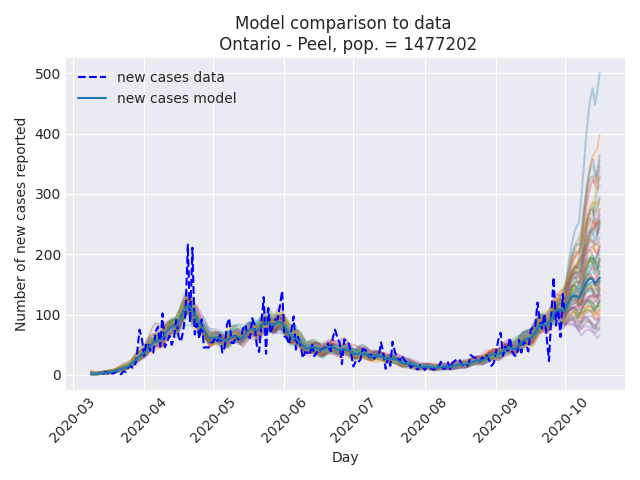 Model comparison to data
Ontario - Peel, pop. = 1477202
new cases data
new cases model
Number of new cases reported
500
400
300
200
100
0
2020-03
2020-04
2020-05
2020-06
2020-07
2020-08
2020-09
2020-10
Day